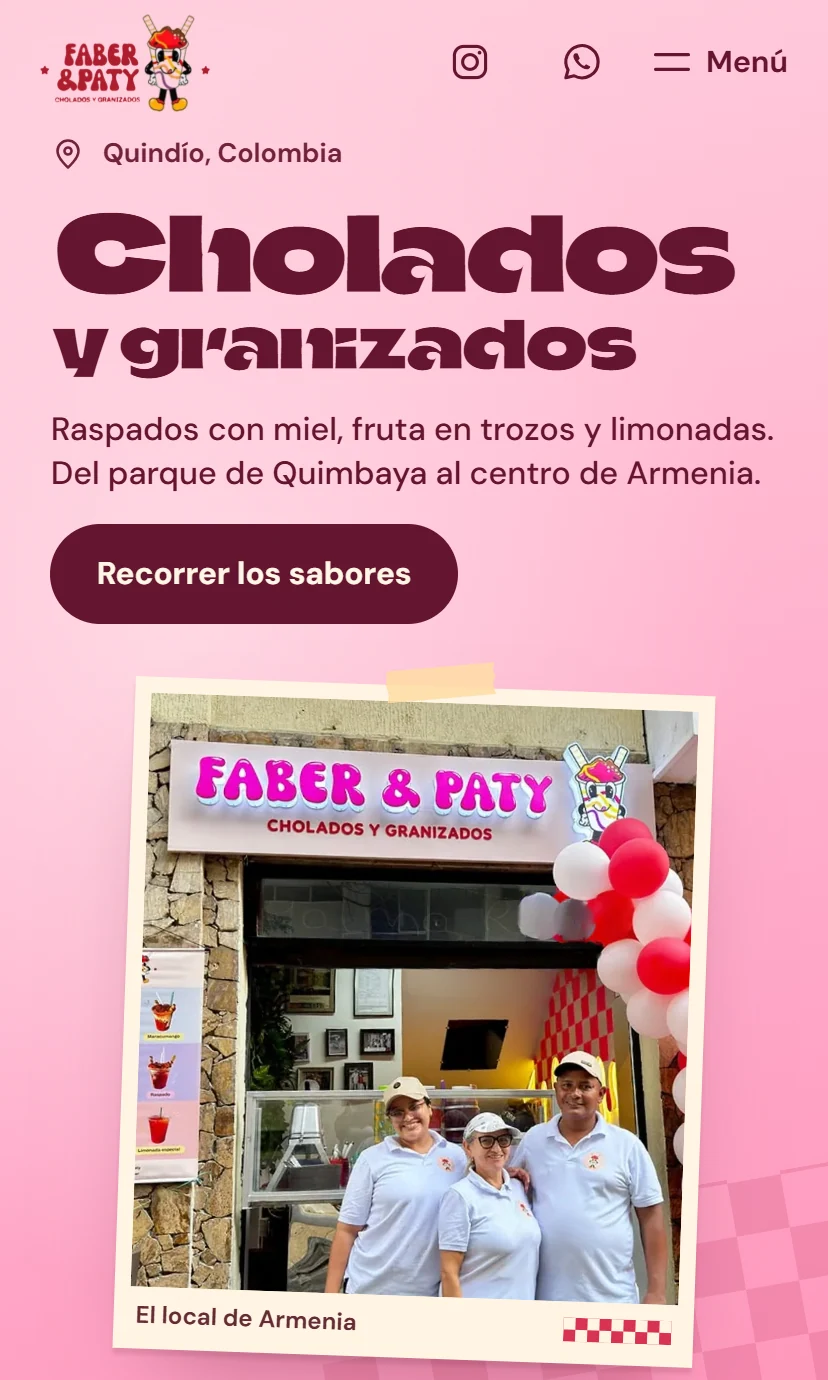 FABER
&PATY
CHOLADOS Y GRANIZADOS
Menú
Quindío, Colombia
Cholados
y granizados
Raspados con miel, fruta en trozos y limonadas.
Del parque de Quimbaya al centro de Armenia.
Recorrer los sabores
FABER & PATY
CHOLADOS Y GRANIZADOS
Maracumango
Raspado
Limonada especial
El local de Armenia